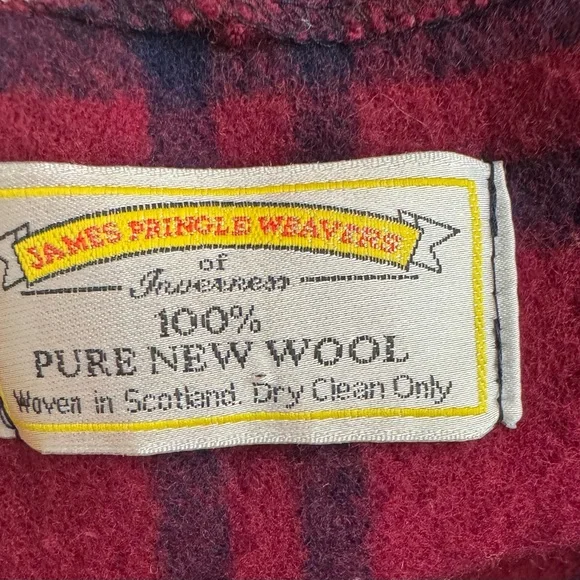 JAMES PRINGLE WEAVERS
of
Inverness
100%
PURE NEW WOOL
Woven in Scotland. Dry Clean Only